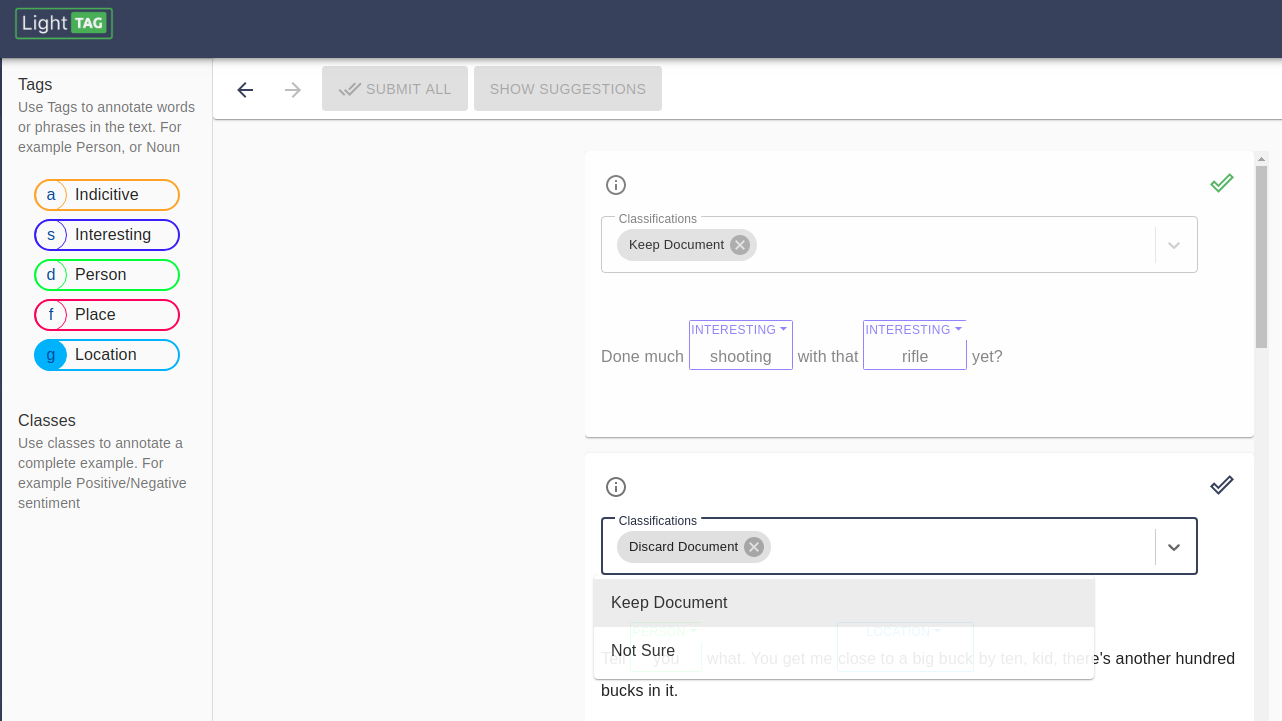 Light TAG
Tags
Use Tags to annotate words
or phrases in the text. For
example Person, or Noun
a Indicitive
s Interesting
d Person
f Place
g Location
Classes
Use classes to annotate a
complete example. For
example Positive/Negative
sentiment
SUBMIT ALL
SHOW SUGGESTIONS
Classifications
Keep Document
INTERESTING INTERESTING
Done much shooting with that rifle yet?
Classifications
Discard Document
Keep Document
PERSON LOCATION
Not Sure
Tell you what. You get me close to a big buck by ten, kid, there's another hundred
bucks in it.